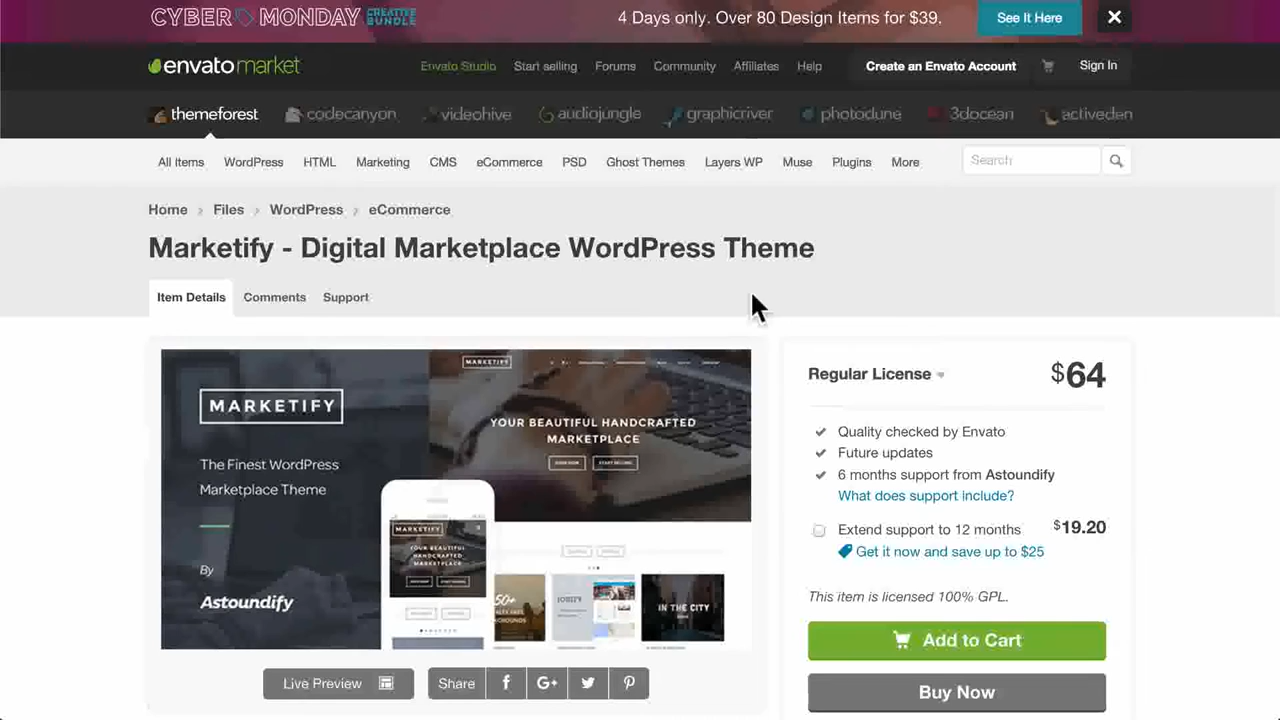 CYBER MONDAY CREATIVE BUNDLE
4 Days only. Over 80 Design Items for $39.
See It Here
envatomarket
Envato Studio Start selling Forums Community Affiliates Help Create an Envato Account Sign In
themeforest codecanyon videohive audiojungle graphicriver photodune 3docean activeden
All Items WordPress HTML Marketing CMS eCommerce PSD Ghost Themes Layers WP Muse Plugins More Search
Home › Files › WordPress › eCommerce
Marketify - Digital Marketplace WordPress Theme
Item Details Comments Support
MARKETIFY
The Finest WordPress
Marketplace Theme
By
Astoundify
MARKETIFY
YOUR BEAUTIFUL HANDCRAFTED
MARKETPLACE
MARKETIFY
YOUR BEAUTIFUL
HANDCRAFTED
MARKETPLACE
50+
IN THE CITY
Live Preview
Share
Regular License $64
Quality checked by Envato
Future updates
6 months support from Astoundify
What does support include?
Extend support to 12 months $19.20
Get it now and save up to $25
This item is licensed 100% GPL.
Add to Cart
Buy Now